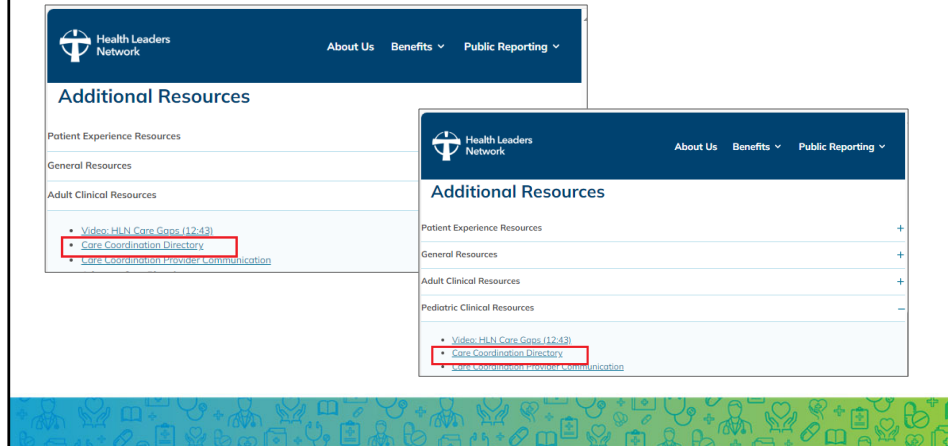 Health Leaders
Network
About Us Benefits Public Reporting
Additional Resources
Patient Experience Resources
General Resources
Adult Clinical Resources
• Video: HLN Care Gaps (12:43)
• Care Coordination Directory
• Care Coordination Provider Communication
Health Leaders
Network
About Us Benefits Public Reporting
Additional Resources
Patient Experience Resources +
General Resources +
Adult Clinical Resources +
Pediatric Clinical Resources –
• Video: HLN Care Gaps (12:43)
• Care Coordination Directory
• Care Coordination Provider Communication